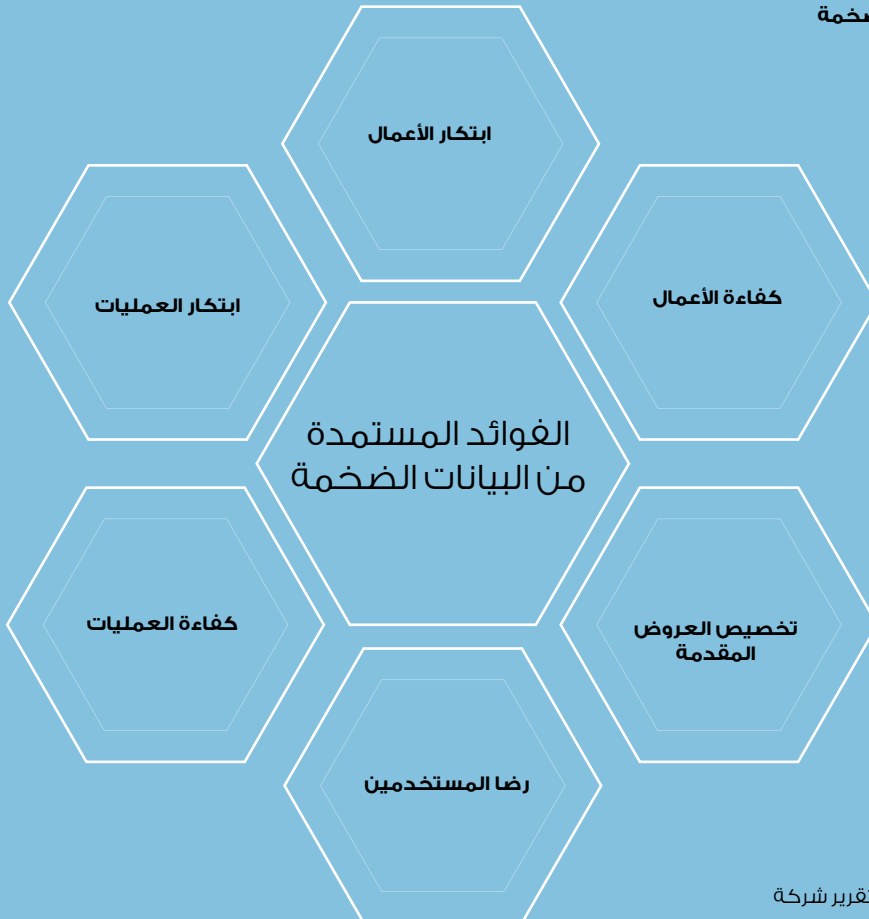 ابتكار الأعمال
كفاءة الأعمال
ابتكار العمليات
الفوائد المستمدة
من البيانات الضخمة
تخصيص العروض
المقدمة
كفاءة العمليات
رضا المستخدمين
تقرير شركة